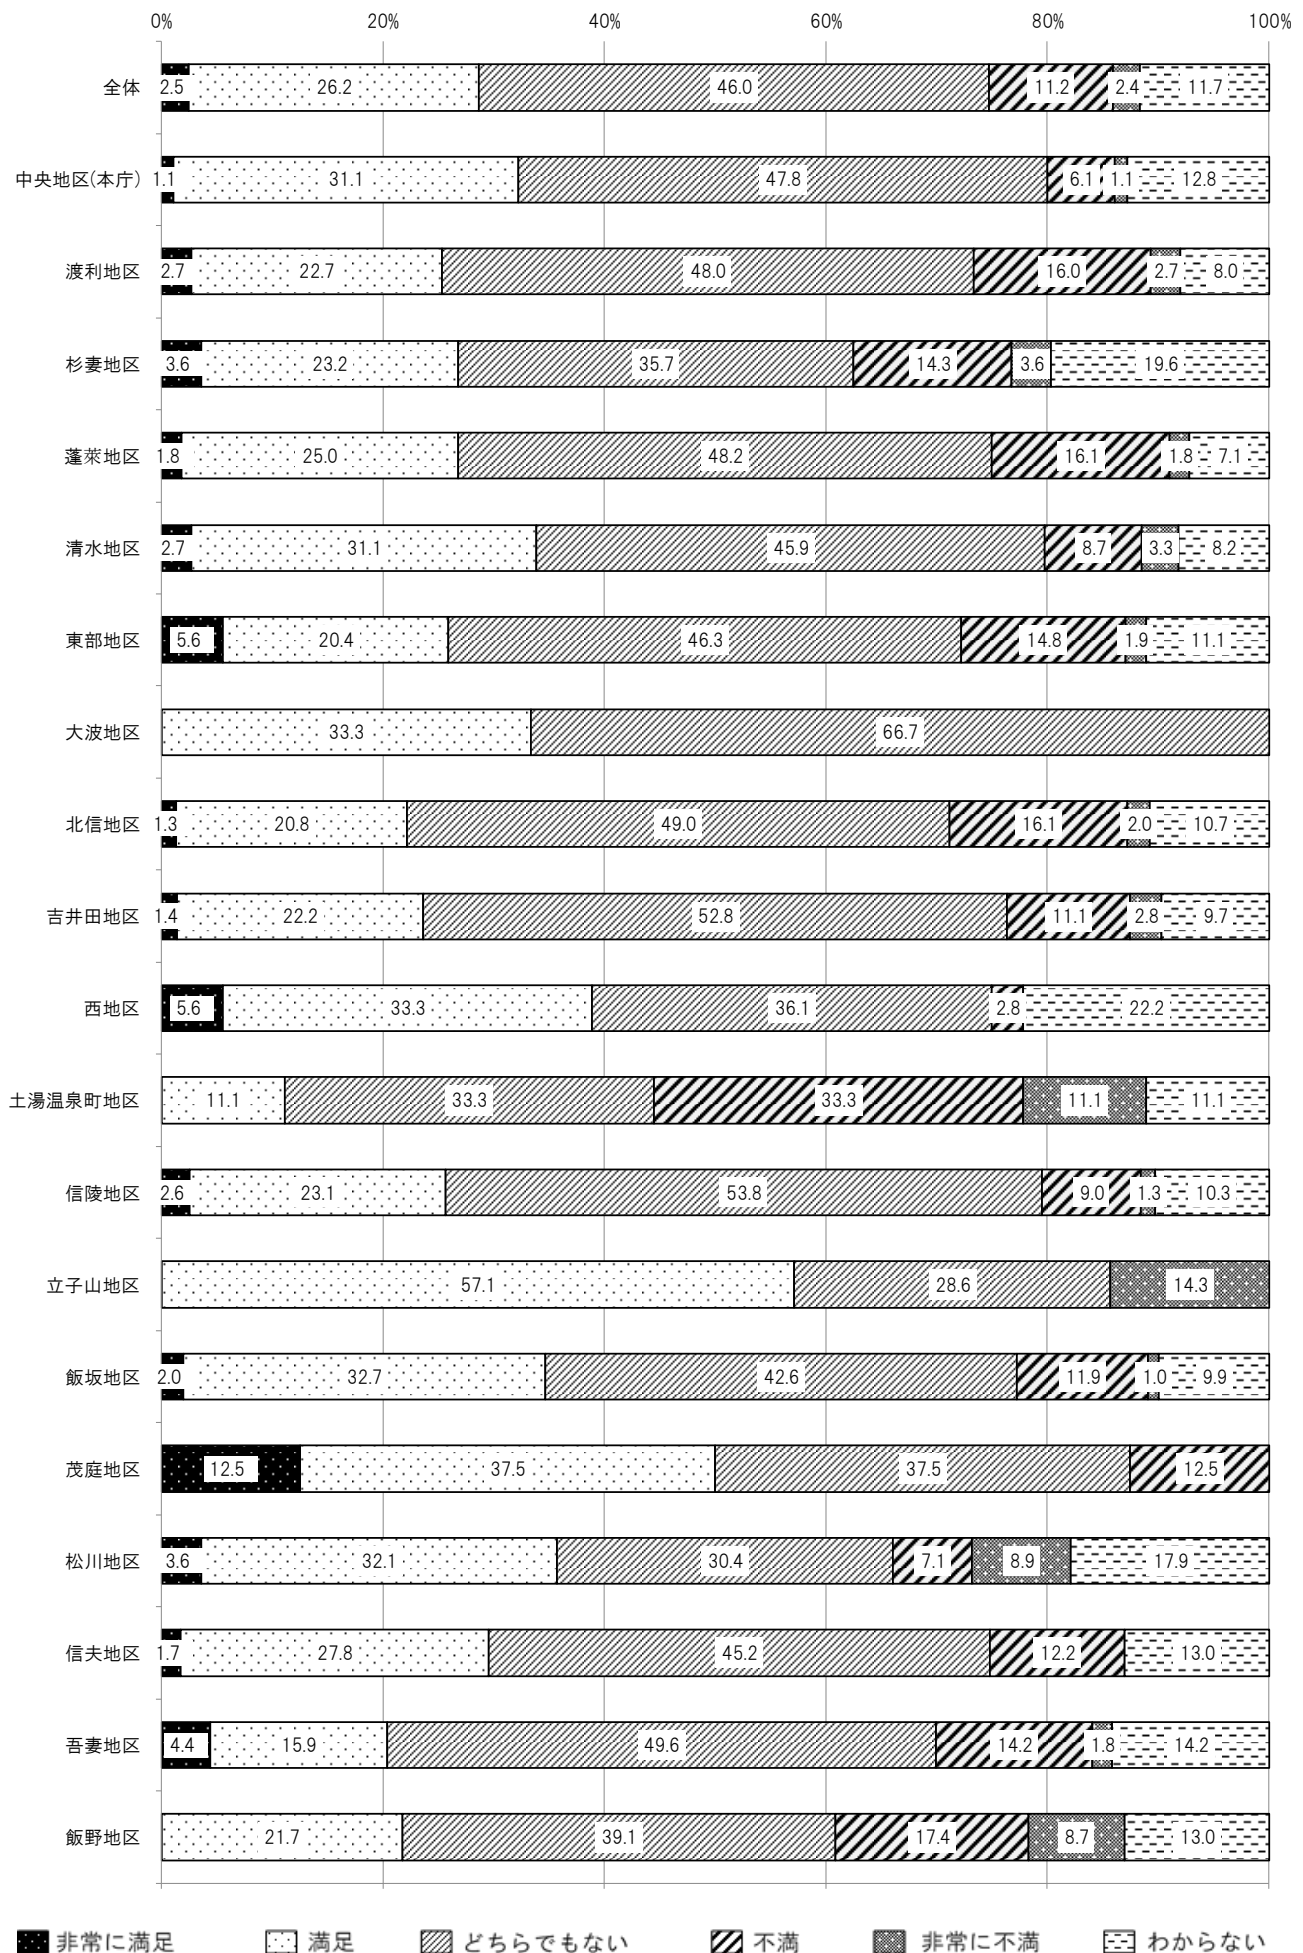 0% 20% 40% 60% 80% 100%
全体 2.5 26.2 46.0 11.2 2.4 11.7
中央地区(本庁) 1.1 31.1 47.8 6.1 1.1 12.8
渡利地区 2.7 22.7 48.0 16.0 2.7 8.0
杉妻地区 3.6 23.2 35.7 14.3 3.6 19.6
蓬萊地区 1.8 25.0 48.2 16.1 1.8 7.1
清水地区 2.7 31.1 45.9 8.7 3.3 8.2
東部地区 5.6 20.4 46.3 14.8 1.9 11.1
大波地区 33.3 66.7
北信地区 1.3 20.8 49.0 16.1 2.0 10.7
吉井田地区 1.4 22.2 52.8 11.1 2.8 9.7
西地区 5.6 33.3 36.1 2.8 22.2
土湯温泉町地区 11.1 33.3 33.3 11.1 11.1
信陵地区 2.6 23.1 53.8 9.0 1.3 10.3
立子山地区 57.1 28.6 14.3
飯坂地区 2.0 32.7 42.6 11.9 1.0 9.9
茂庭地区 12.5 37.5 37.5 12.5
松川地区 3.6 32.1 30.4 7.1 8.9 17.9
信夫地区 1.7 27.8 45.2 12.2 13.0
吾妻地区 4.4 15.9 49.6 14.2 1.8 14.2
飯野地区 21.7 39.1 17.4 8.7 13.0
非常に満足 満足 どちらでもない 不満 非常に不満 わからない